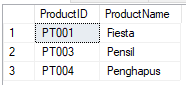 ProductID ProductName
1 PT001 Fiesta
2 PT003 Pensil
3 PT004 Penghapus